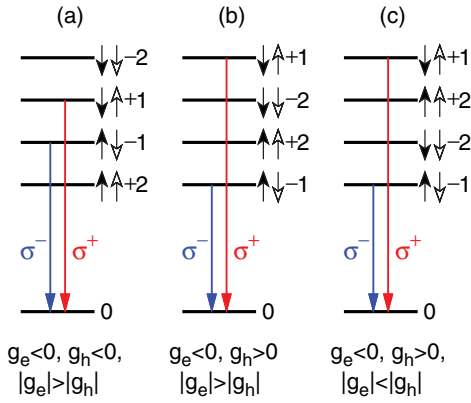 (a) (b) (c)
−2 +1 +1
+1 −2 +2
−1 +2 −2
+2 −1 −1
σ− σ+ σ− σ+ σ− σ+
0 0 0
ge<0, gh<0, ge<0, gh>0 ge<0, gh>0,
|ge|>|gh| |ge|>|gh| |ge|<|gh|